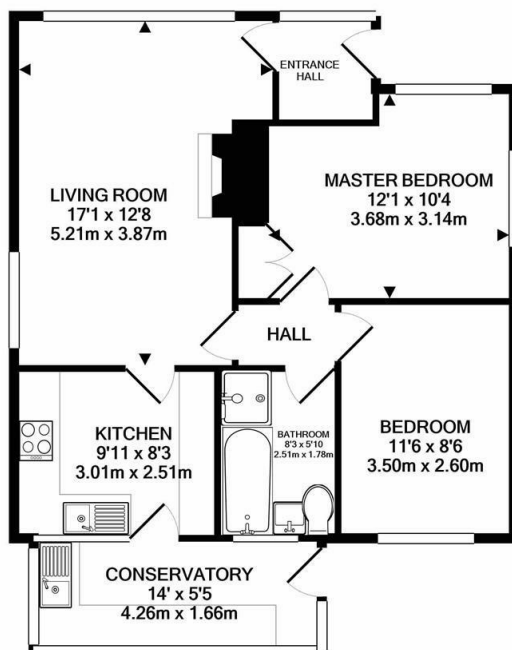 ENTRANCE
HALL
LIVING ROOM
17'1 x 12'8
5.21m x 3.87m
MASTER BEDROOM
12'1 x 10'4
3.68m x 3.14m
HALL
KITCHEN
9'11 x 8'3
3.01m x 2.51m
BATHROOM
8'3 x 5'10
2.51m x 1.78m
BEDROOM
11'6 x 8'6
3.50m x 2.60m
CONSERVATORY
14' x 5'5
4.26m x 1.66m